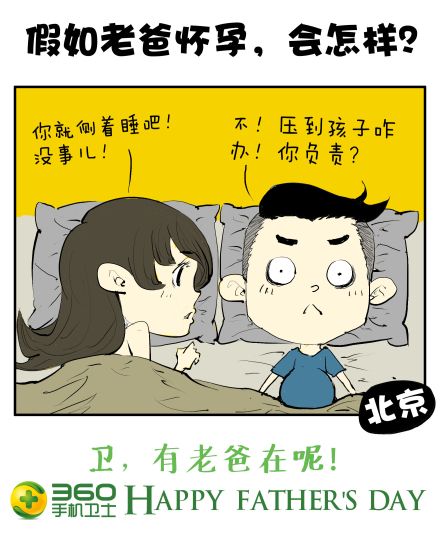 假如老爸怀孕，会怎样？
你就侧着睡吧！
没事儿！
不！压到孩子咋
办！你负责？
北京
卫，有老爸在呢！
360
手机卫士
HAPPY FATHER'S DAY